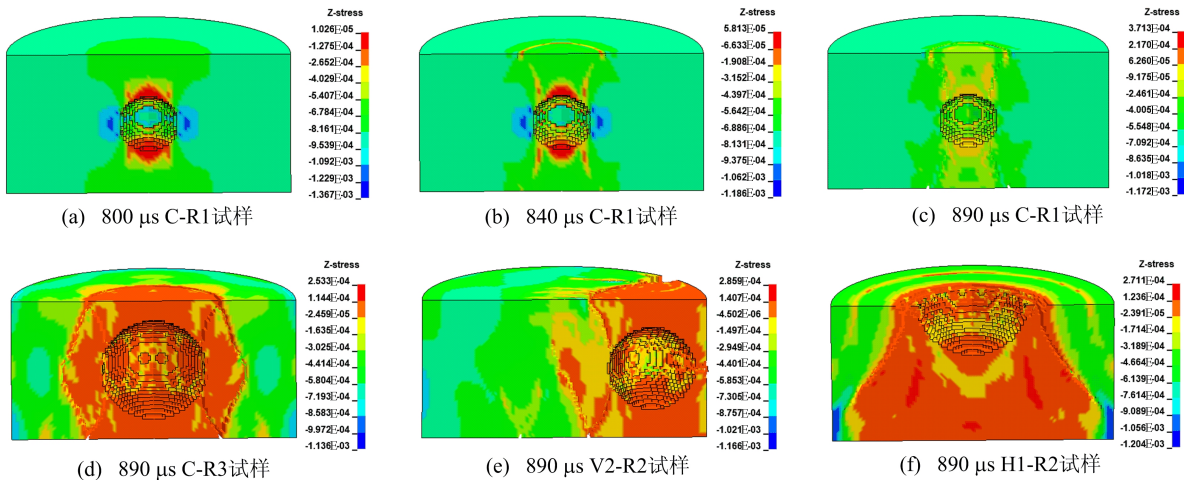 Z-stress
1.026E-05
-1.275E-04
-2.652E-04
-4.029E-04
-5.407E-04
-6.784E-04
-8.161E-04
-9.539E-04
-1.092E-03
-1.229E-03
-1.367E-03
(a) 800 μs C-R1试样
Z-stress
5.813E-05
-6.633E-05
-1.908E-04
-3.152E-04
-4.397E-04
-5.642E-04
-6.886E-04
-8.131E-04
-9.375E-04
-1.062E-03
-1.186E-03
(b) 840 μs C-R1试样
Z-stress
3.713E-04
2.170E-04
6.260E-05
-9.175E-05
-2.461E-04
-4.005E-04
-5.548E-04
-7.092E-04
-8.635E-04
-1.018E-03
-1.172E-03
(c) 890 μs C-R1试样
Z-stress
2.533E-04
1.144E-04
-2.459E-05
-1.635E-04
-3.025E-04
-4.414E-04
-5.804E-04
-7.193E-04
-8.583E-04
-9.972E-04
-1.136E-03
(d) 890 μs C-R3试样
Z-stress
2.859E-04
1.407E-04
-4.502E-06
-1.497E-04
-2.949E-04
-4.401E-04
-5.853E-04
-7.305E-04
-8.757E-04
-1.021E-03
-1.166E-03
(e) 890 μs V2-R2试样
Z-stress
2.711E-04
1.236E-04
-2.391E-05
-1.714E-04
-3.189E-04
-4.664E-04
-6.139E-04
-7.614E-04
-9.089E-04
-1.056E-03
-1.204E-03
(f) 890 μs H1-R2试样